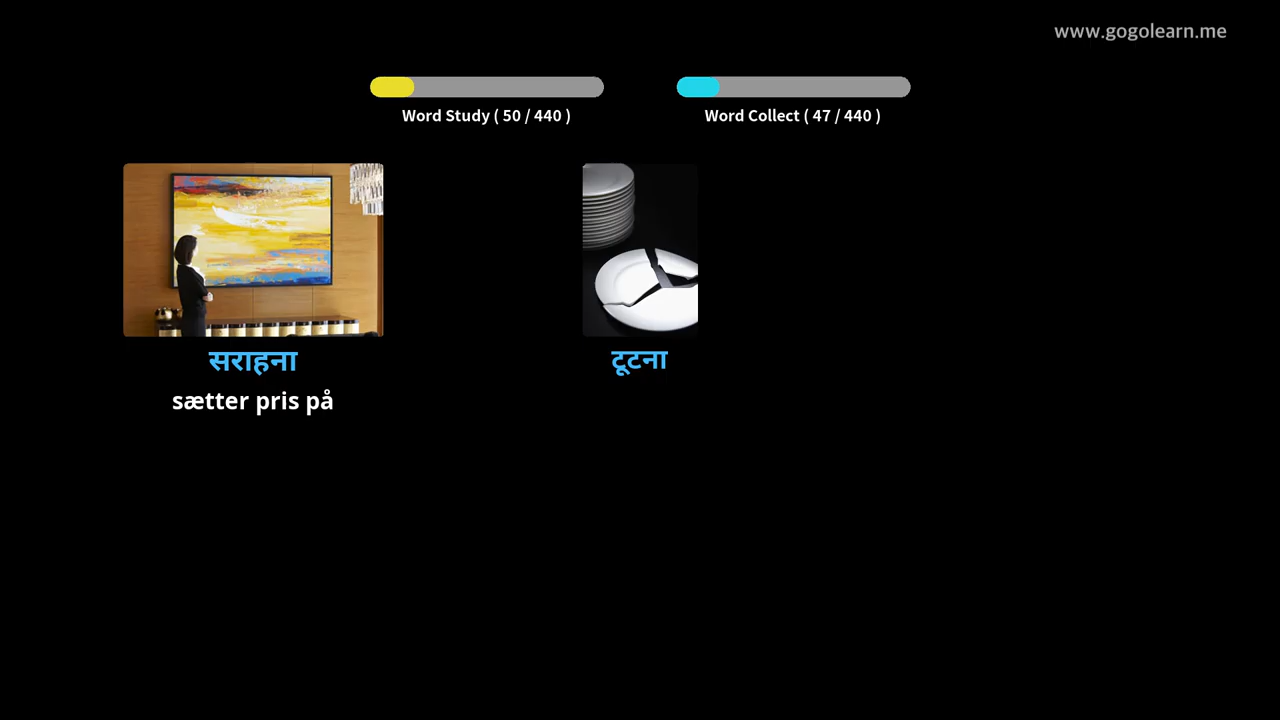 www.gogolearn.me
Word Study ( 50 / 440 )
Word Collect ( 47 / 440 )
सराहना
sætter pris på
टूटना